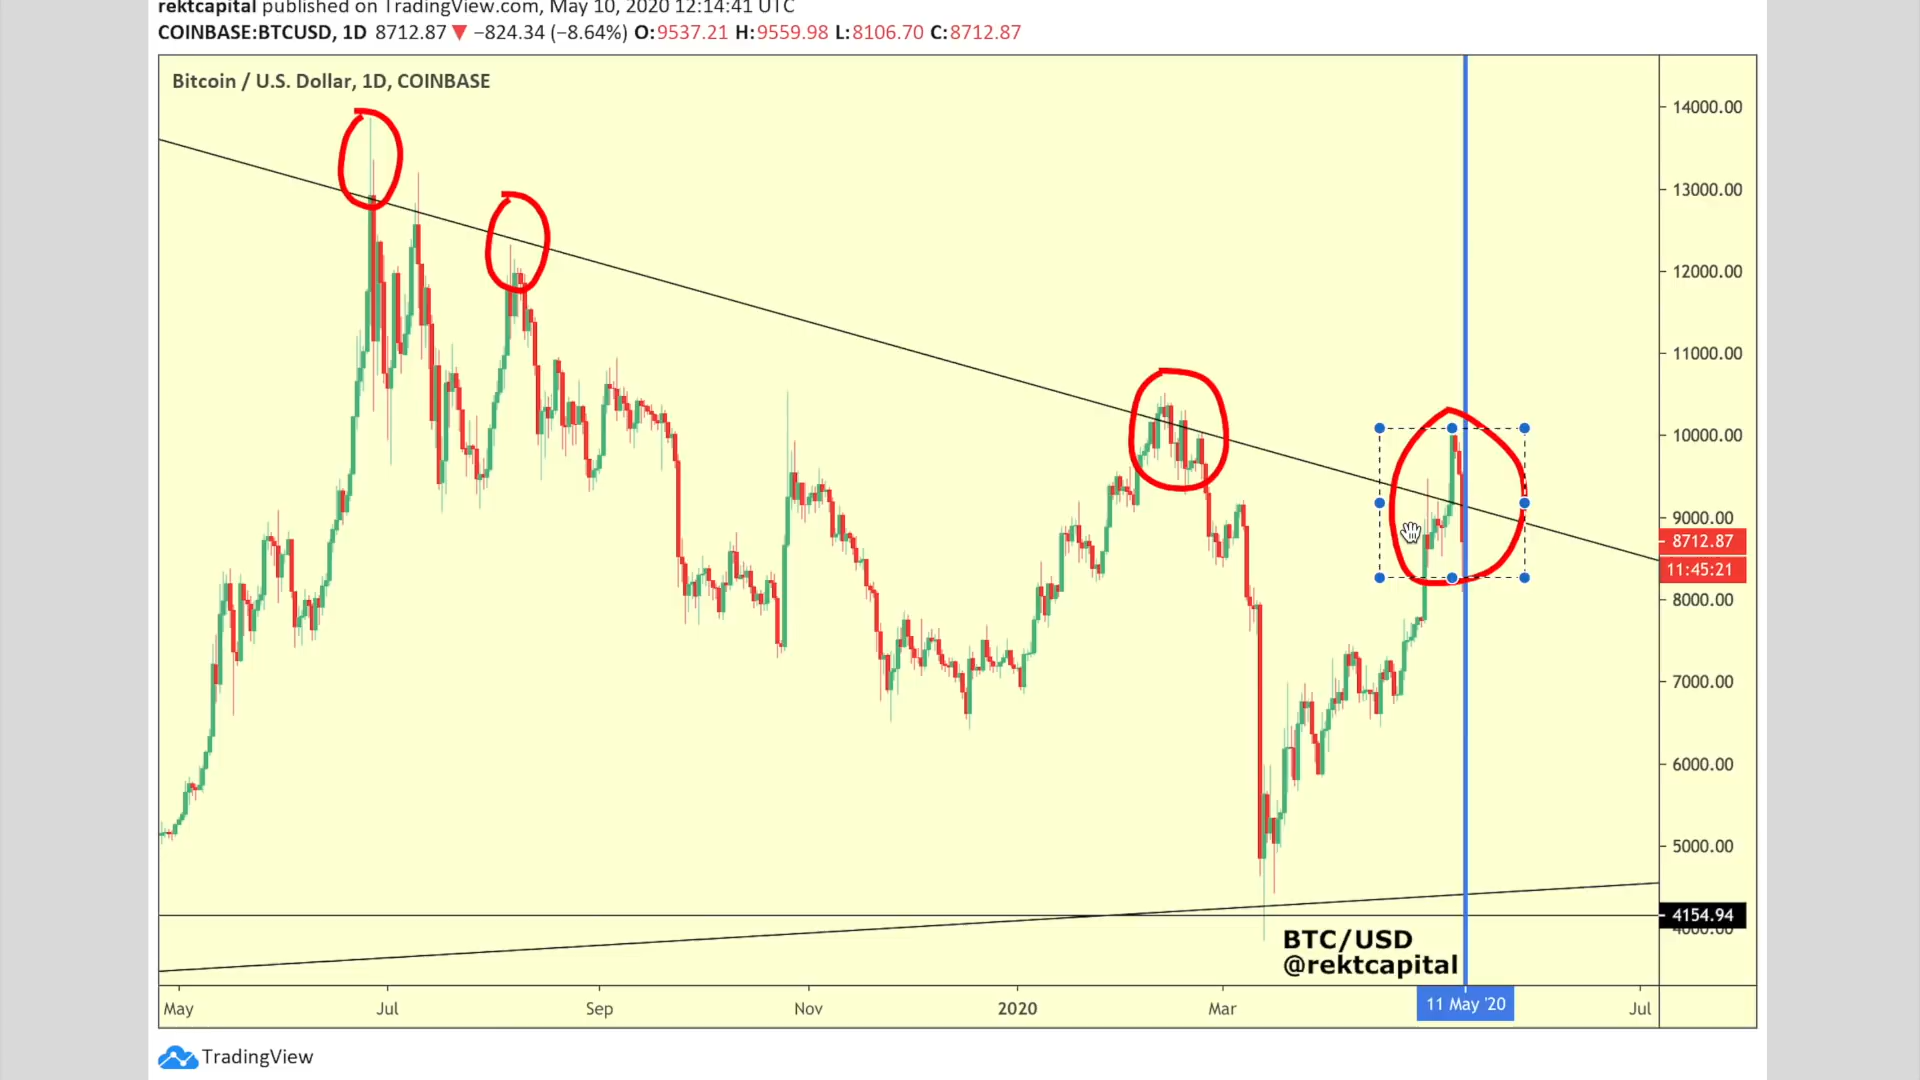 rektcapital published on TradingView.com, May 10, 2020 12:14:41 UTC
COINBASE:BTCUSD, 1D 8712.87 ▼ −824.34 (−8.64%) O:9537.21 H:9559.98 L:8106.70 C:8712.87
Bitcoin / U.S. Dollar, 1D, COINBASE
14000.00
13000.00
12000.00
11000.00
10000.00
9000.00
8712.87
11:45:21
8000.00
7000.00
6000.00
5000.00
4154.94
4000.00
BTC/USD
@rektcapital
May Jul Sep Nov 2020 Mar 11 May '20 Jul
TradingView